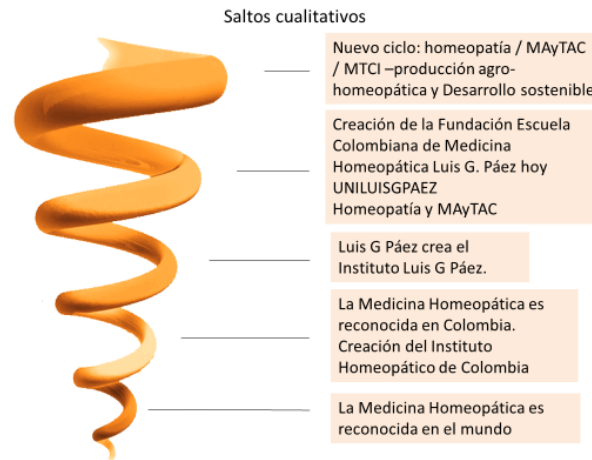 Saltos cualitativos
Nuevo ciclo: homeopatía / MAyTAC
/ MTCI –producción agro-
homeopática y Desarrollo sostenible
Creación de la Fundación Escuela
Colombiana de Medicina
Homeopática Luis G. Páez hoy
UNILUISGPAEZ
Homeopatía y MAyTAC
Luis G Páez crea el
Instituto Luis G Páez.
La Medicina Homeopática es
reconocida en Colombia.
Creación del Instituto
Homeopático de Colombia
La Medicina Homeopática es
reconocida en el mundo